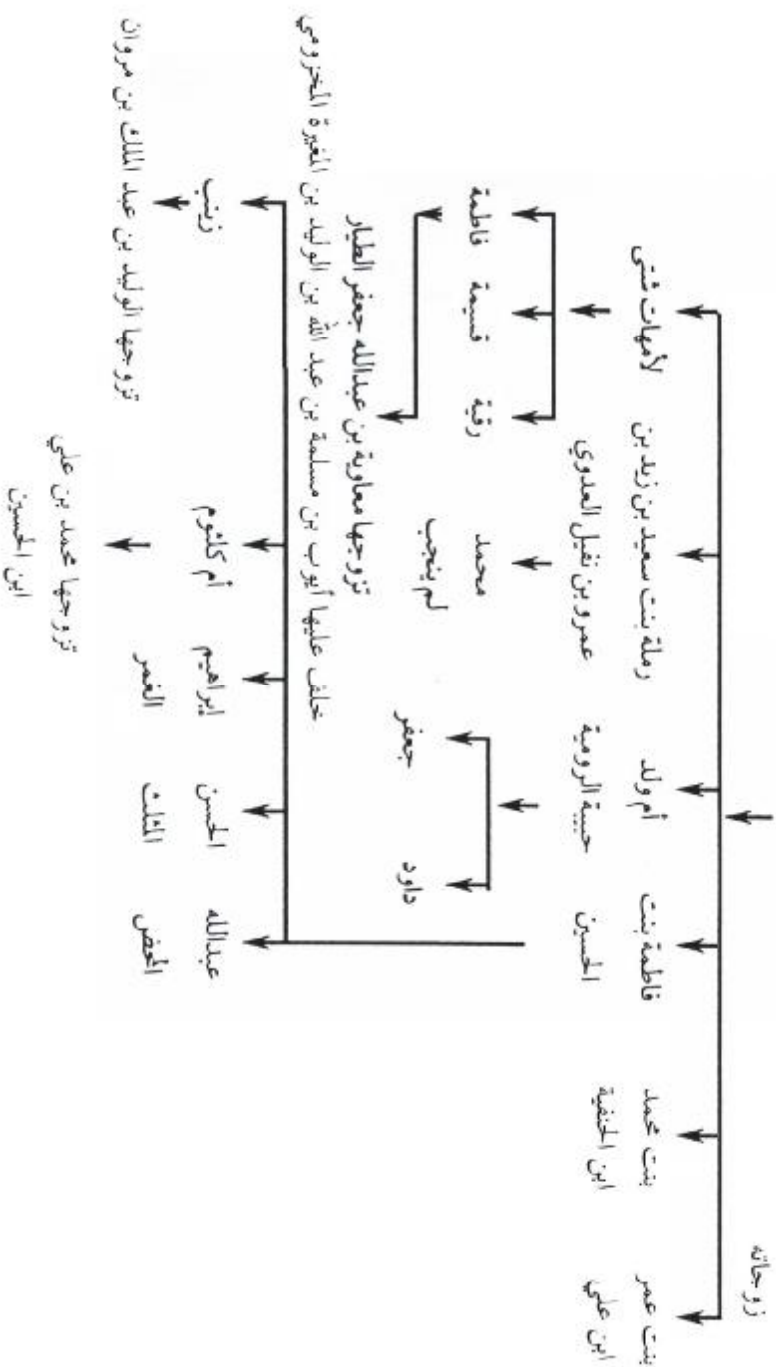 زوجاته
بنت عمر
ابن علي
بنت محمد
ابن الحنفية
فاطمة بنت
الحسين
أم ولد
حبيبة الرومية
رملة بنت سعيد بن زيد بن
عمرو بن نفيل العدوي
لأمهات شتى
داود
جعفر
محمد
لم ينجب
رقية
قسيمة
فاطمة
تزوجها معاوية بن عبدالله جعفر الطيار
خلف عليها أيوب بن مسلمة بن عبد الله بن الوليد بن المغيرة المخزومي
عبدالله
المحض
الحسن
المثلث
إبراهيم
الغمر
أم كلثوم
زينب
تزوجها محمد بن علي
ابن الحسين
تزوجها الوليد بن عبد الملك بن مروان